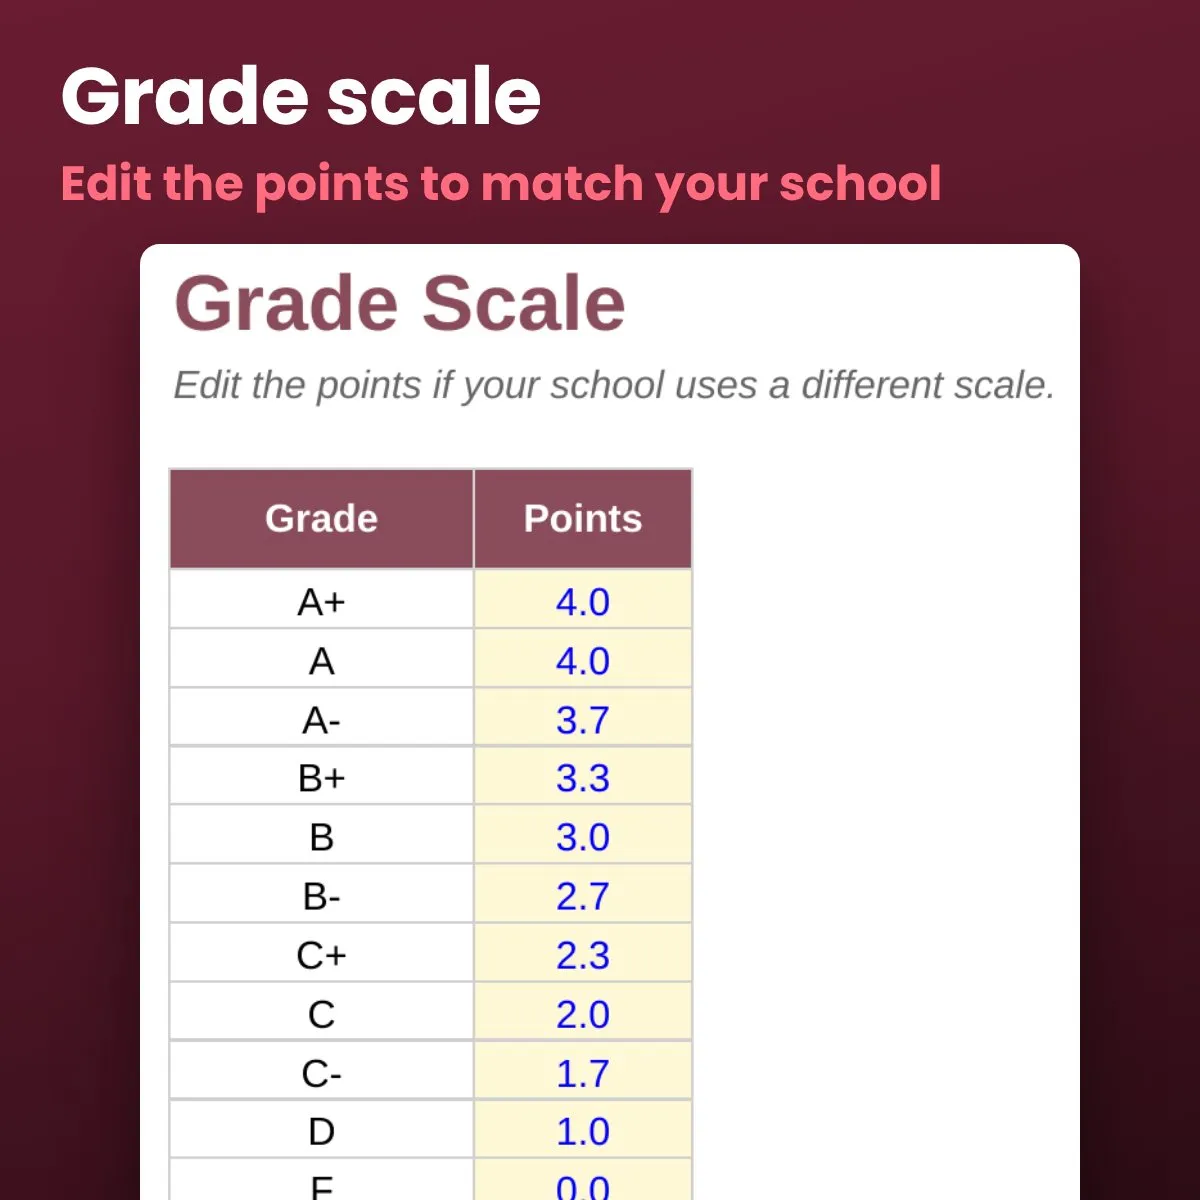 Grade scale
Edit the points to match your school
Grade Scale
Edit the points if your school uses a different scale.
Grade Points
A+ 4.0
A 4.0
A- 3.7
B+ 3.3
B 3.0
B- 2.7
C+ 2.3
C 2.0
C- 1.7
D 1.0
F 0.0